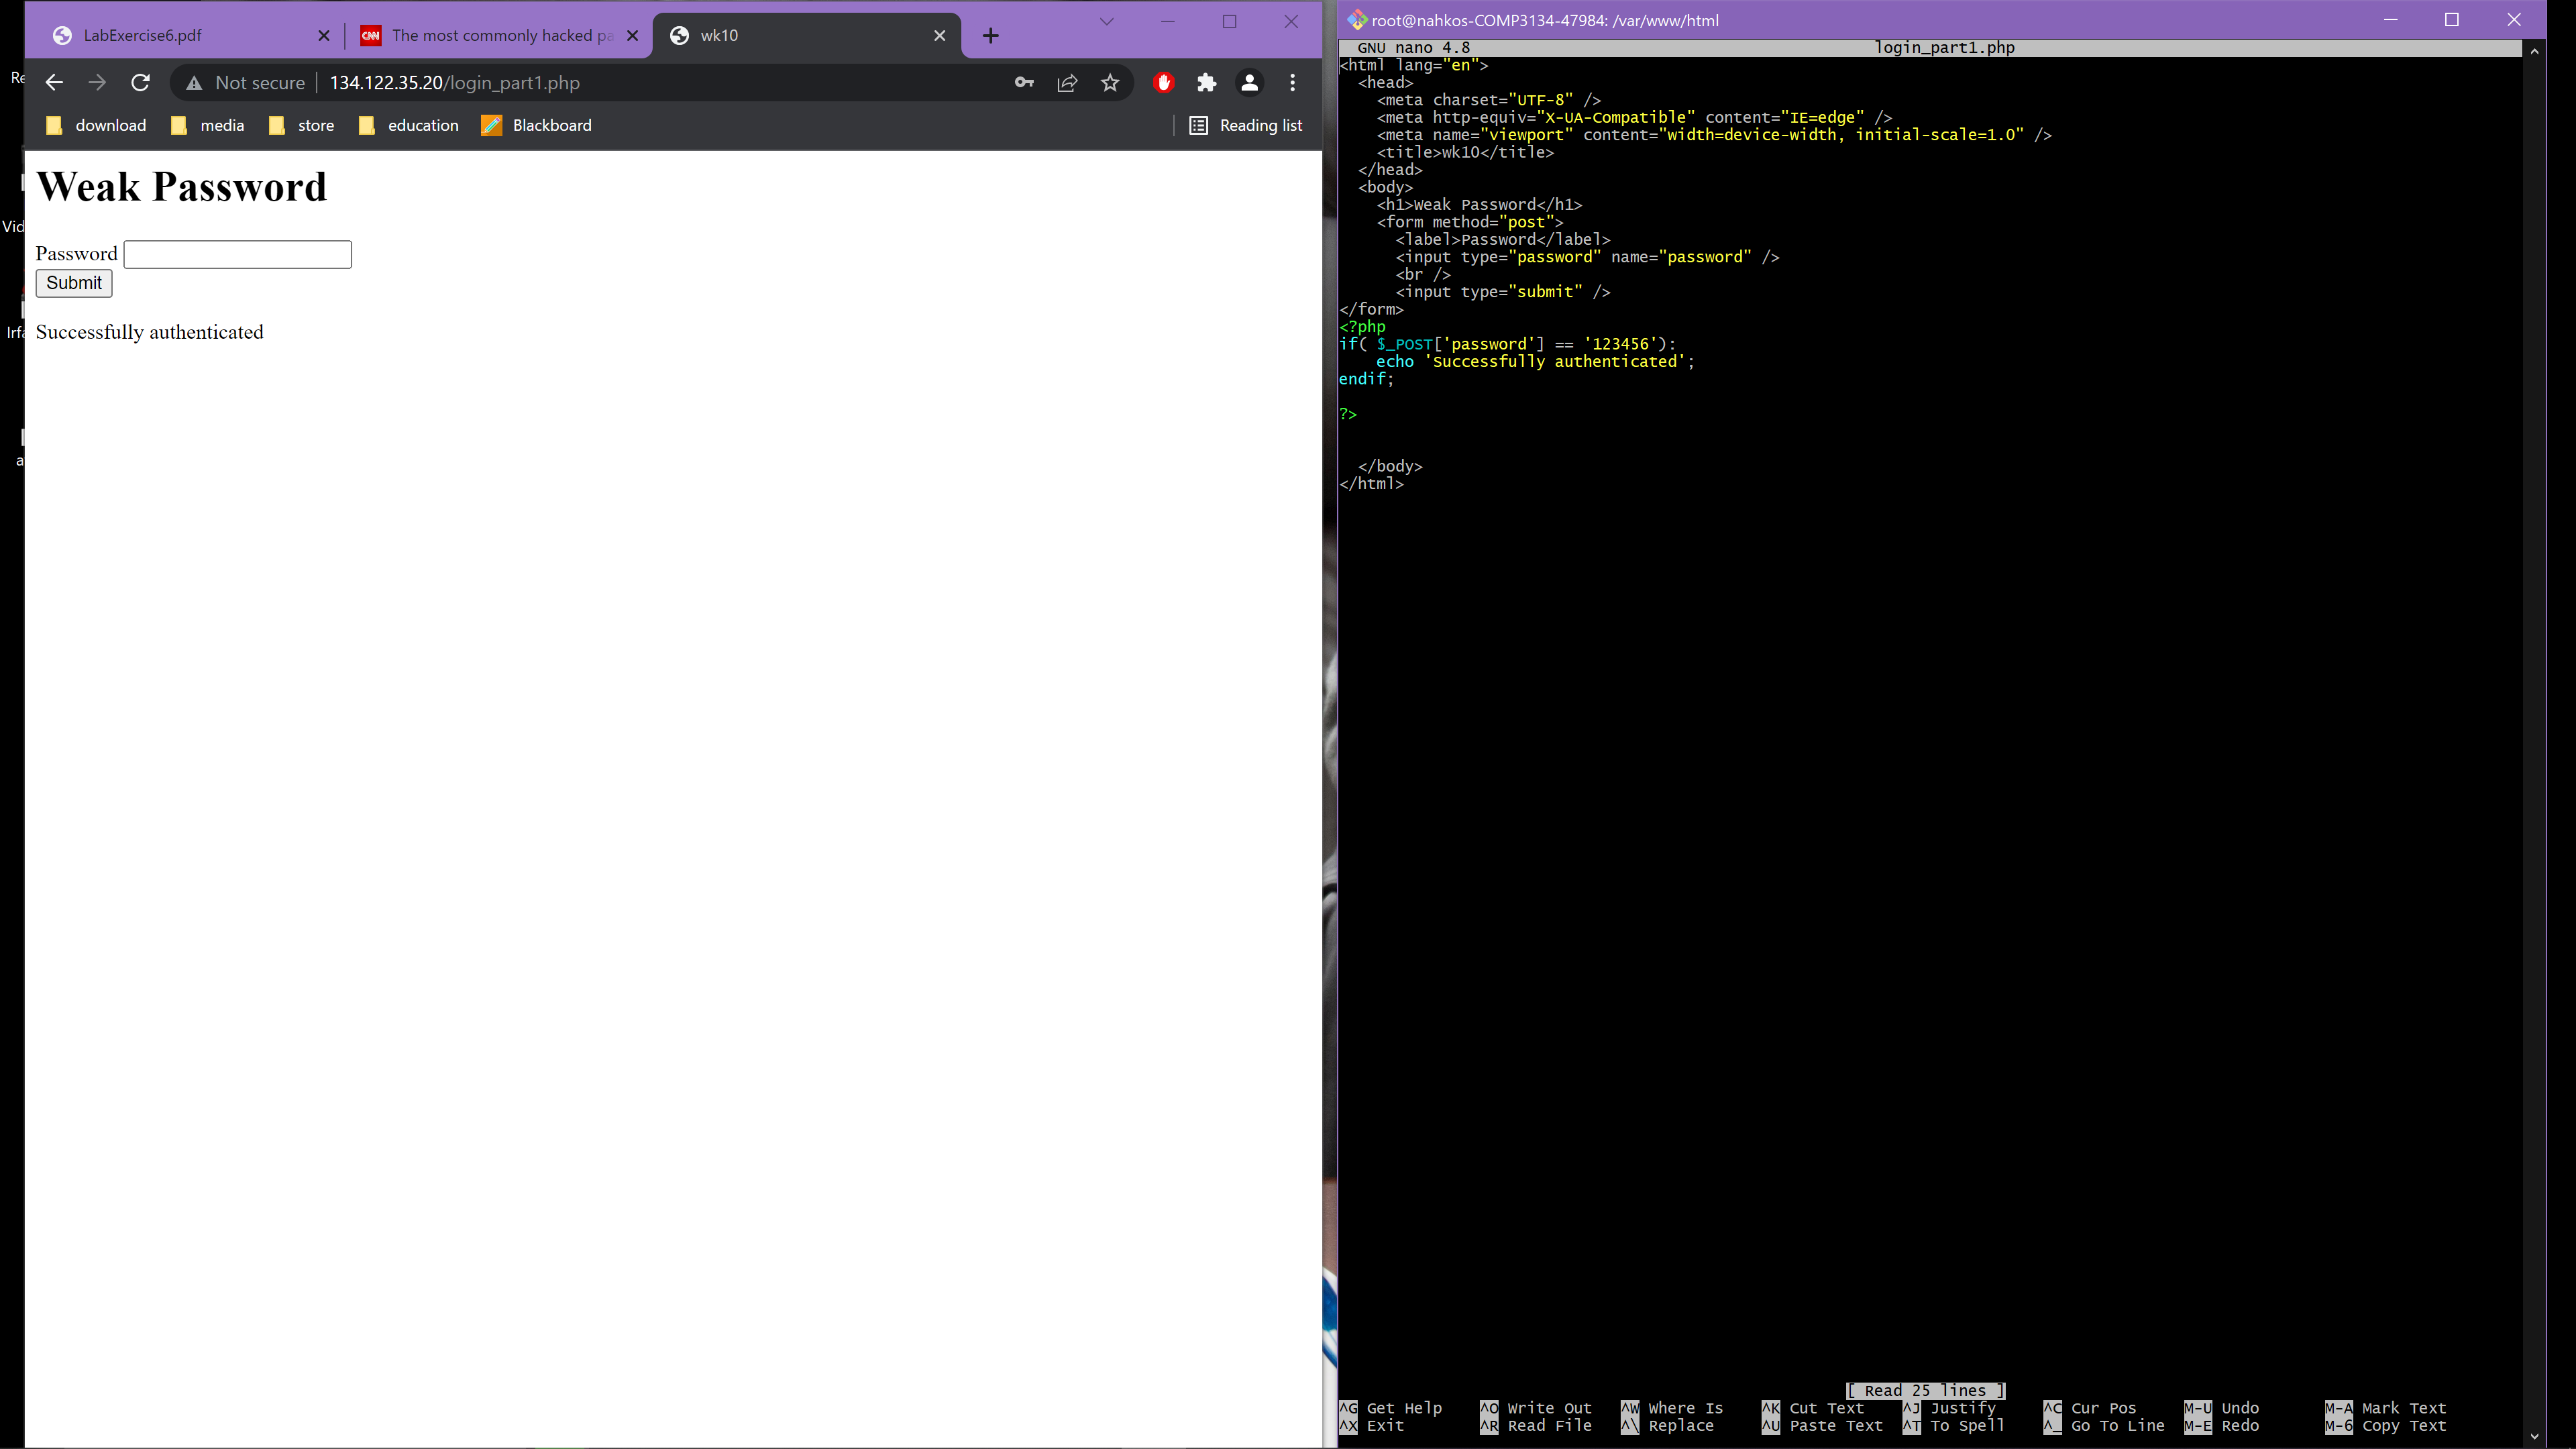 LabExercise6.pdf
CNN The most commonly hacked pa
wk10
Not secure 134.122.35.20/login_part1.php
download media store education Blackboard Reading list
Weak Password
Password
Submit
Successfully authenticated
Re
Vid
Irfa
a
root@nahkos-COMP3134-47984: /var/www/html
GNU nano 4.8 login_part1.php
<html lang="en">
<head>
<meta charset="UTF-8" />
<meta http-equiv="X-UA-Compatible" content="IE=edge" />
<meta name="viewport" content="width=device-width, initial-scale=1.0" />
<title>wk10</title>
</head>
<body>
<h1>Weak Password</h1>
<form method="post">
<label>Password</label>
<input type="password" name="password" />
<br />
<input type="submit" />
</form>
<?php
if( $_POST['password'] == '123456'):
echo 'Successfully authenticated';
endif;
?>
</body>
</html>
[ Read 25 lines ]
^G Get Help ^O Write Out ^W Where Is ^K Cut Text ^J Justify ^C Cur Pos M-U Undo M-A Mark Text
^X Exit ^R Read File ^\ Replace ^U Paste Text ^T To Spell ^_ Go To Line M-E Redo M-6 Copy Text